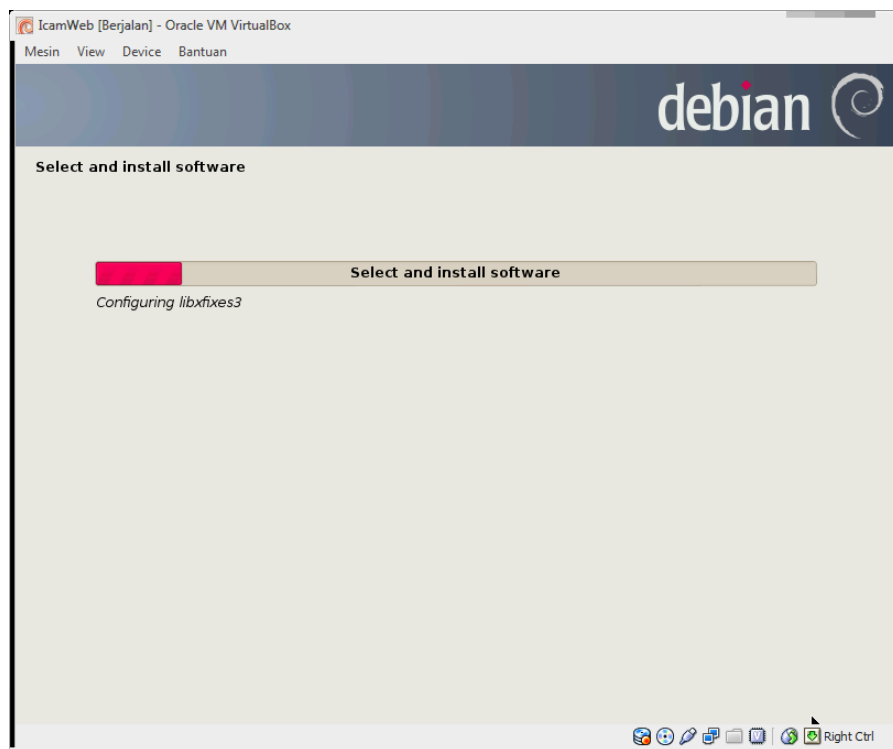 IcamWeb [Berjalan] - Oracle VM VirtualBox
Mesin View Device Bantuan
debian
Select and install software
Select and install software
Configuring libxfixes3
Right Ctrl